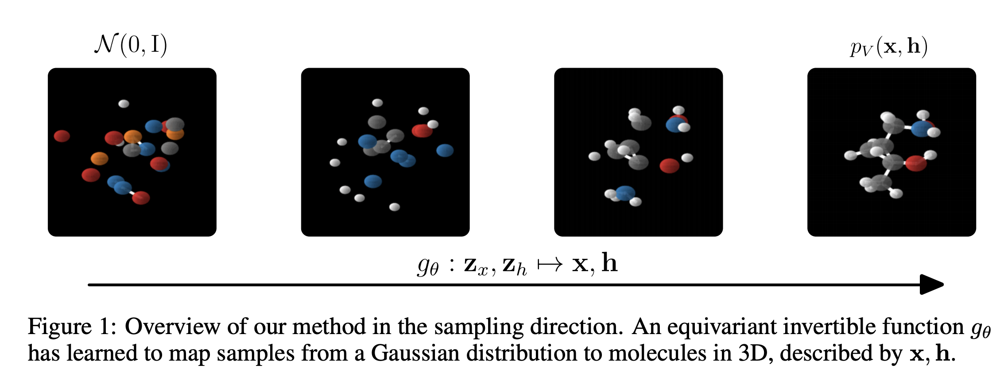 𝒩(0, I)
p_V(𝐱, 𝐡)
g_θ : 𝐳_x, 𝐳_h ↦ 𝐱, 𝐡
Figure 1: Overview of our method in the sampling direction. An equivariant invertible function g_θ
has learned to map samples from a Gaussian distribution to molecules in 3D, described by 𝐱, 𝐡.